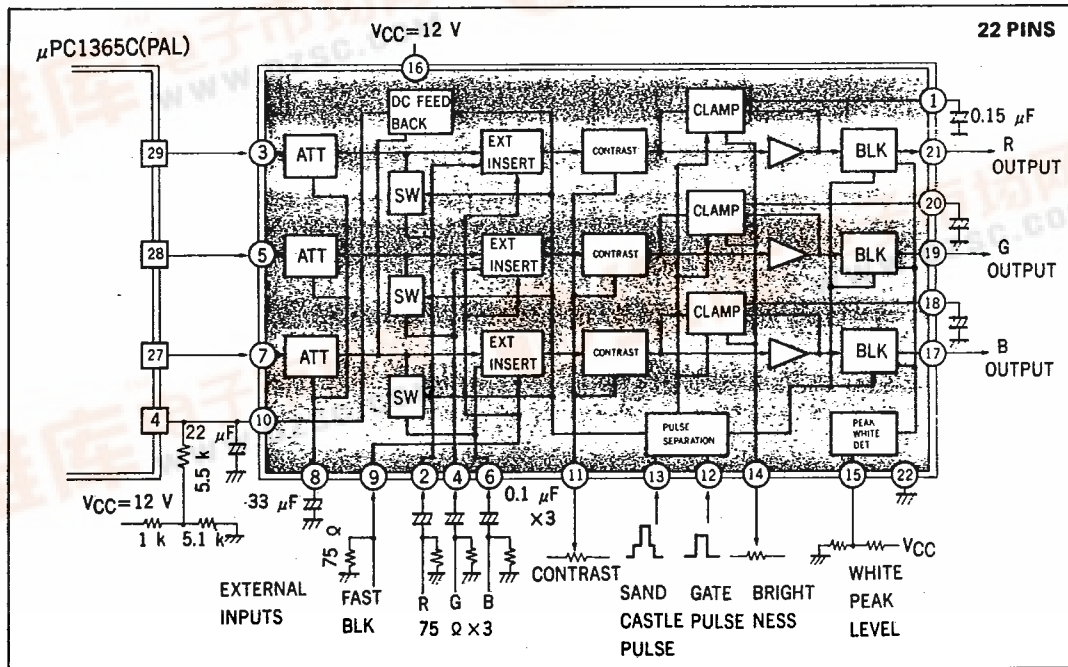 μPC1365C(PAL)
VCC=12 V
22 PINS
16
DC FEED
BACK
CLAMP
1
0.15 μF
29
3
ATT
EXT
INSERT
CONTRAST
BLK
21
R
OUTPUT
SW
CLAMP
20
28
5
ATT
EXT
INSERT
CONTRAST
BLK
19
G
OUTPUT
SW
CLAMP
18
27
7
ATT
EXT
INSERT
CONTRAST
BLK
17
B
OUTPUT
SW
4
10
PULSE
SEPARATION
PEAK
WHITE
DET
22 μF
5.5 k
8
9
2
4
6
11
13
12
14
15
22
33 μF
0.1 μF
×3
VCC=12 V
1 k
5.1 k
75 Ω
CONTRAST
VCC
EXTERNAL
INPUTS
FAST
BLK
R G B
75 Ω ×3
SAND
CASTLE
PULSE
GATE
PULSE
BRIGHT
NESS
WHITE
PEAK
LEVEL